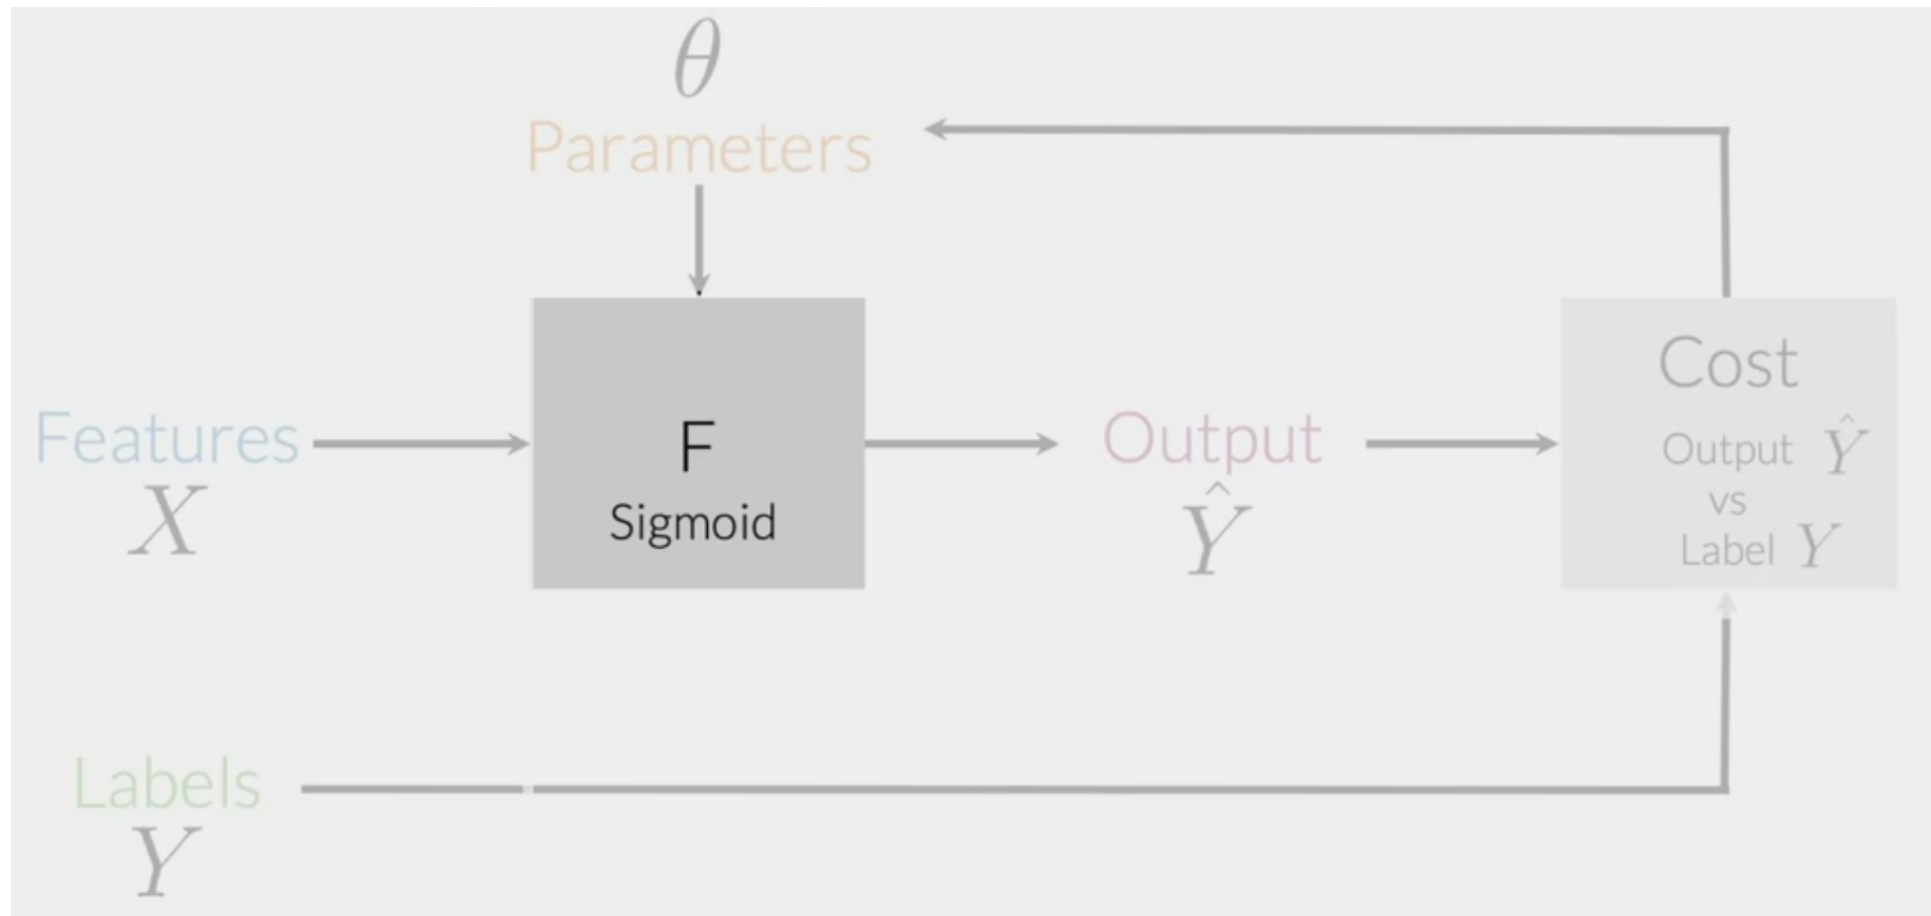 θ
Parameters
Features
X
F
Sigmoid
Output
Ŷ
Cost
Output Ŷ
vs
Label Y
Labels
Y